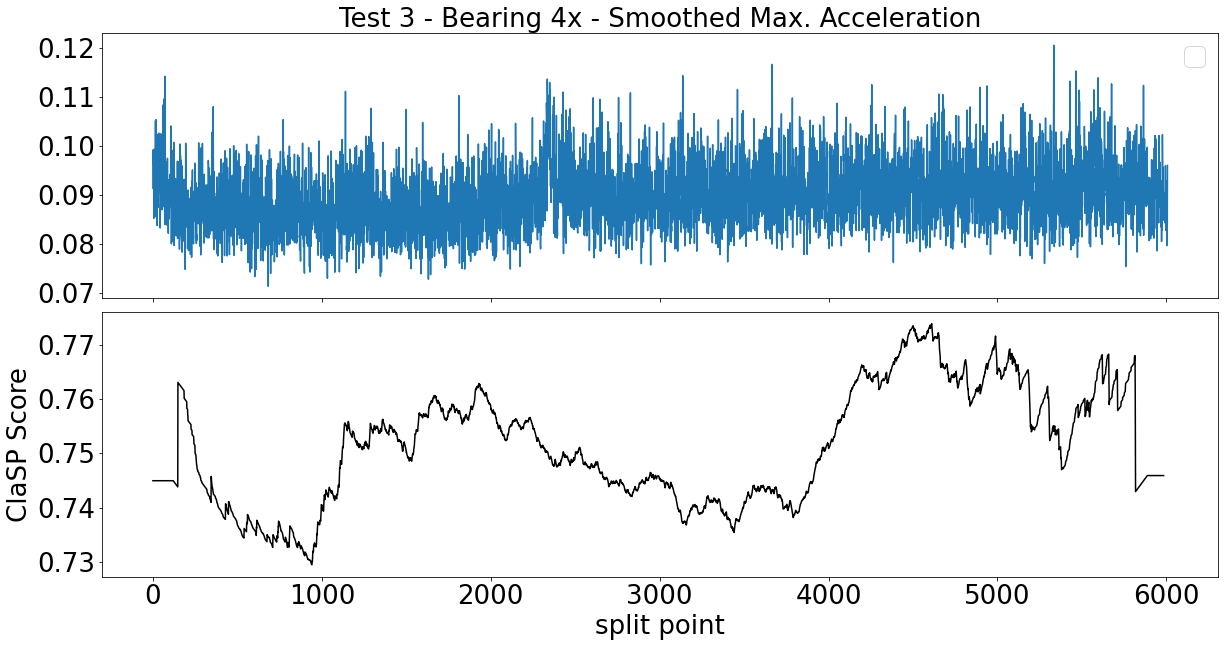 Test 3 - Bearing 4x - Smoothed Max. Acceleration
0.12
0.11
0.10
0.09
0.08
0.07
0.77
0.76
0.75
0.74
0.73
ClaSP Score
0 1000 2000 3000 4000 5000 6000
split point